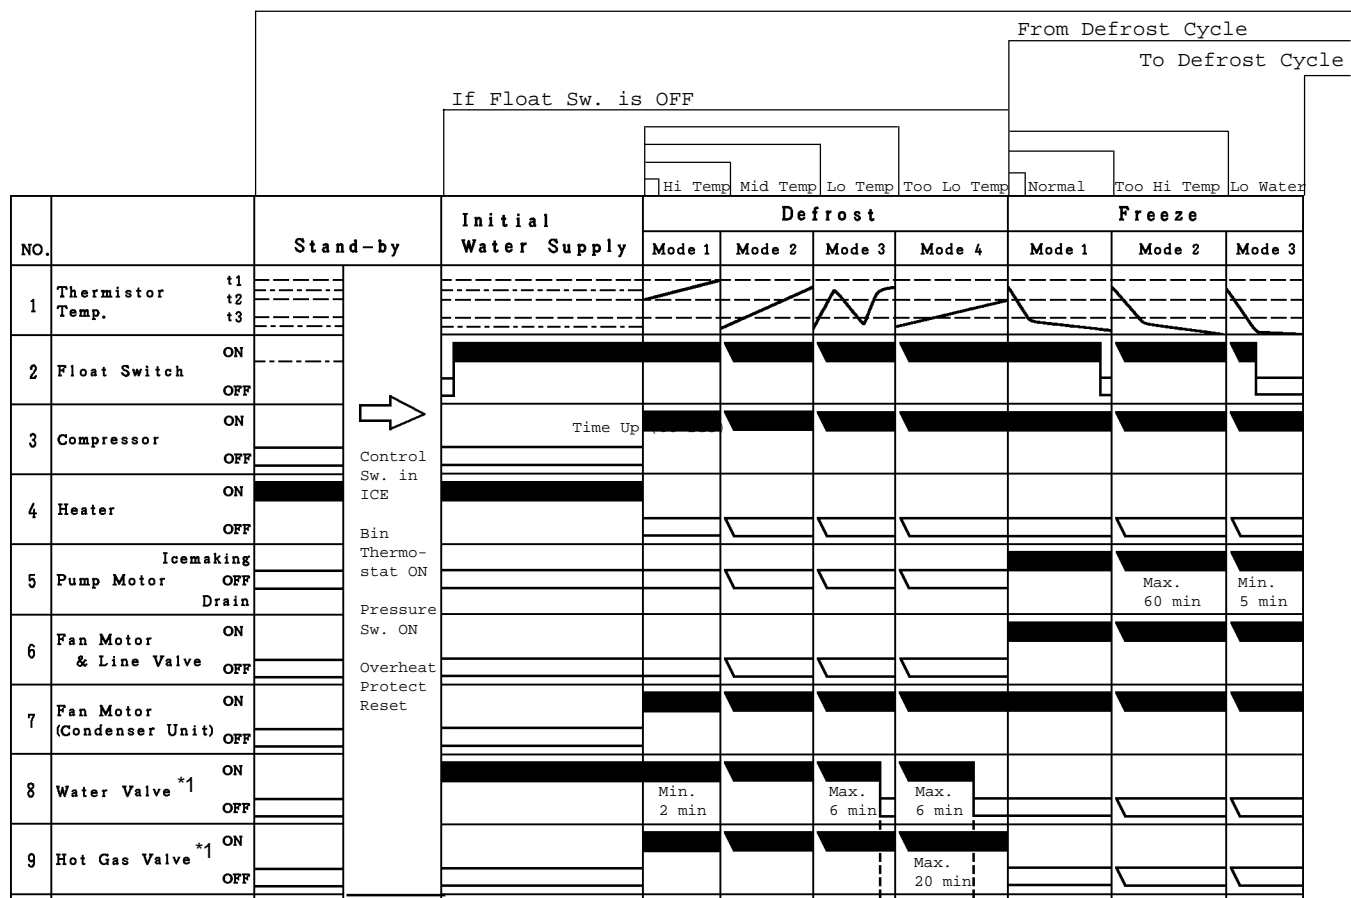 From Defrost Cycle
To Defrost Cycle
If Float Sw. is OFF
Hi Temp Mid Temp Lo Temp Too Lo Temp Normal Too Hi Temp Lo Water
NO. Stand-by Initial Water Supply Defrost Freeze
Mode 1 Mode 2 Mode 3 Mode 4 Mode 1 Mode 2 Mode 3
1 Thermistor Temp. t1 t2 t3
2 Float Switch ON OFF
3 Compressor ON OFF
Time Up
4 Heater ON OFF
5 Pump Motor Icemaking OFF Drain
Max. 60 min
Min. 5 min
6 Fan Motor & Line Valve ON OFF
7 Fan Motor (Condenser Unit) ON OFF
8 Water Valve *1 ON OFF
Min. 2 min
Max. 6 min
Max. 6 min
9 Hot Gas Valve *1 ON OFF
Max. 20 min
Control
Sw. in
ICE
Bin
Thermo-
stat ON
Pressure
Sw. ON
Overheat
Protect
Reset